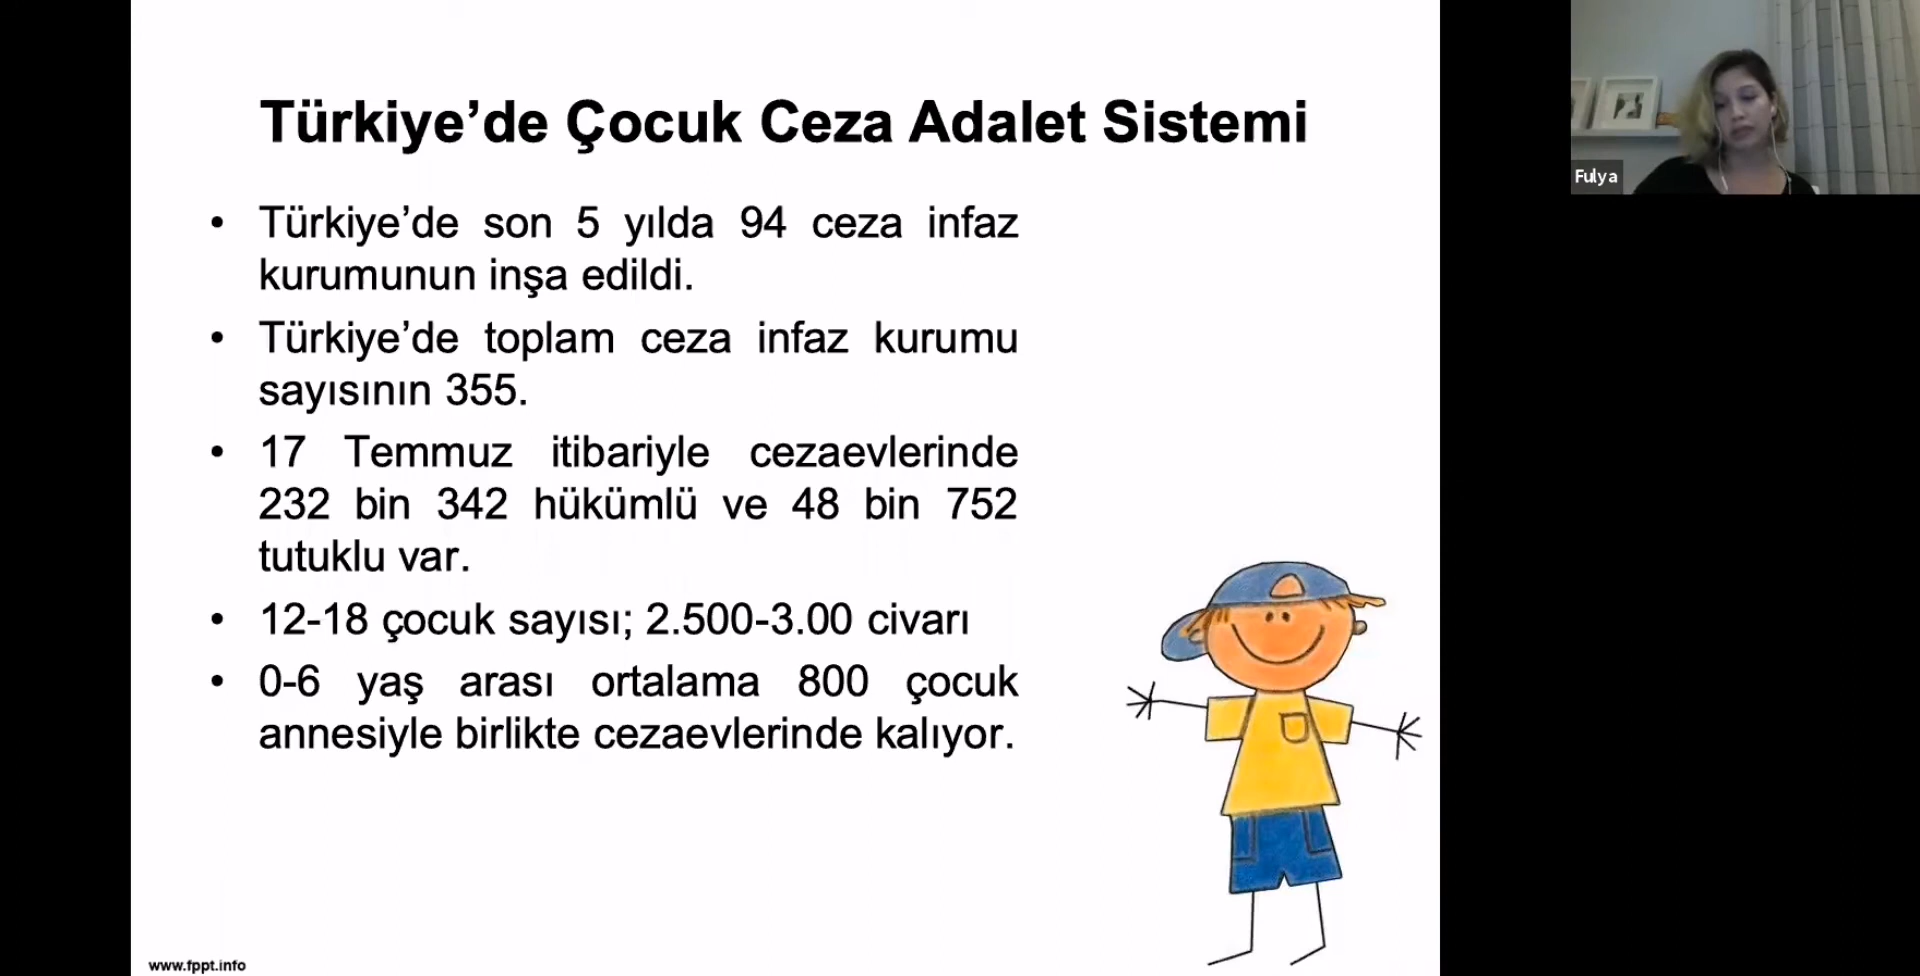 Türkiye’de Çocuk Ceza Adalet Sistemi
• Türkiye’de son 5 yılda 94 ceza infaz
kurumunun inşa edildi.
• Türkiye’de toplam ceza infaz kurumu
sayısının 355.
• 17 Temmuz itibariyle cezaevlerinde
232 bin 342 hükümlü ve 48 bin 752
tutuklu var.
• 12-18 çocuk sayısı; 2.500-3.00 civarı
• 0-6 yaş arası ortalama 800 çocuk
annesiyle birlikte cezaevlerinde kalıyor.
www.fppt.info
Fulya